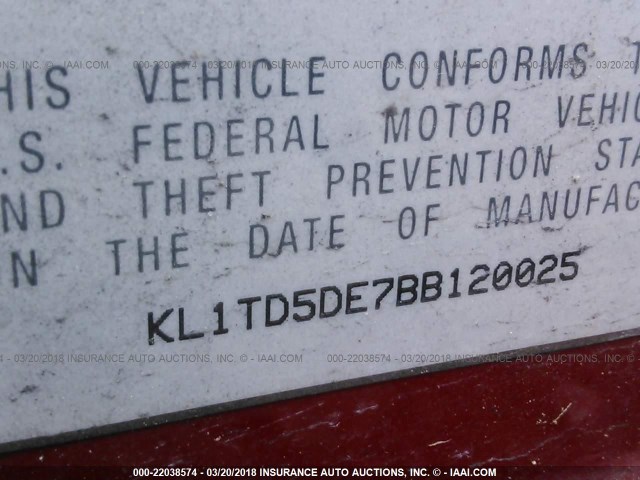 HIS VEHICLE CONFORMS T
.S. FEDERAL MOTOR VEHIC
ND THEFT PREVENTION STA
N THE DATE OF MANUFAC
KL1TD5DE7BB120025
000-22038574 - 03/20/2018 INSURANCE AUTO AUCTIONS, INC. - © IAAI.COM